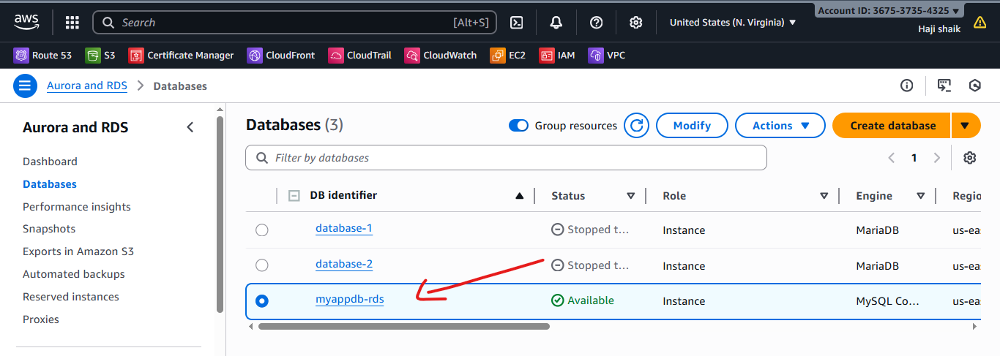 Account ID: 3675-3735-4325
aws
Search [Alt+S]
United States (N. Virginia)
Haji shaik
Route 53 S3 Certificate Manager CloudFront CloudTrail CloudWatch EC2 IAM VPC
Aurora and RDS Databases
Aurora and RDS
Dashboard
Databases
Performance insights
Snapshots
Exports in Amazon S3
Automated backups
Reserved instances
Proxies
Databases (3)
Group resources
Modify
Actions
Create database
Filter by databases
1
DB identifier Status Role Engine Regio
database-1 Stopped t... Instance MariaDB us-eas
database-2 Stopped t... Instance MariaDB us-eas
myappdb-rds Available Instance MySQL Co... us-eas